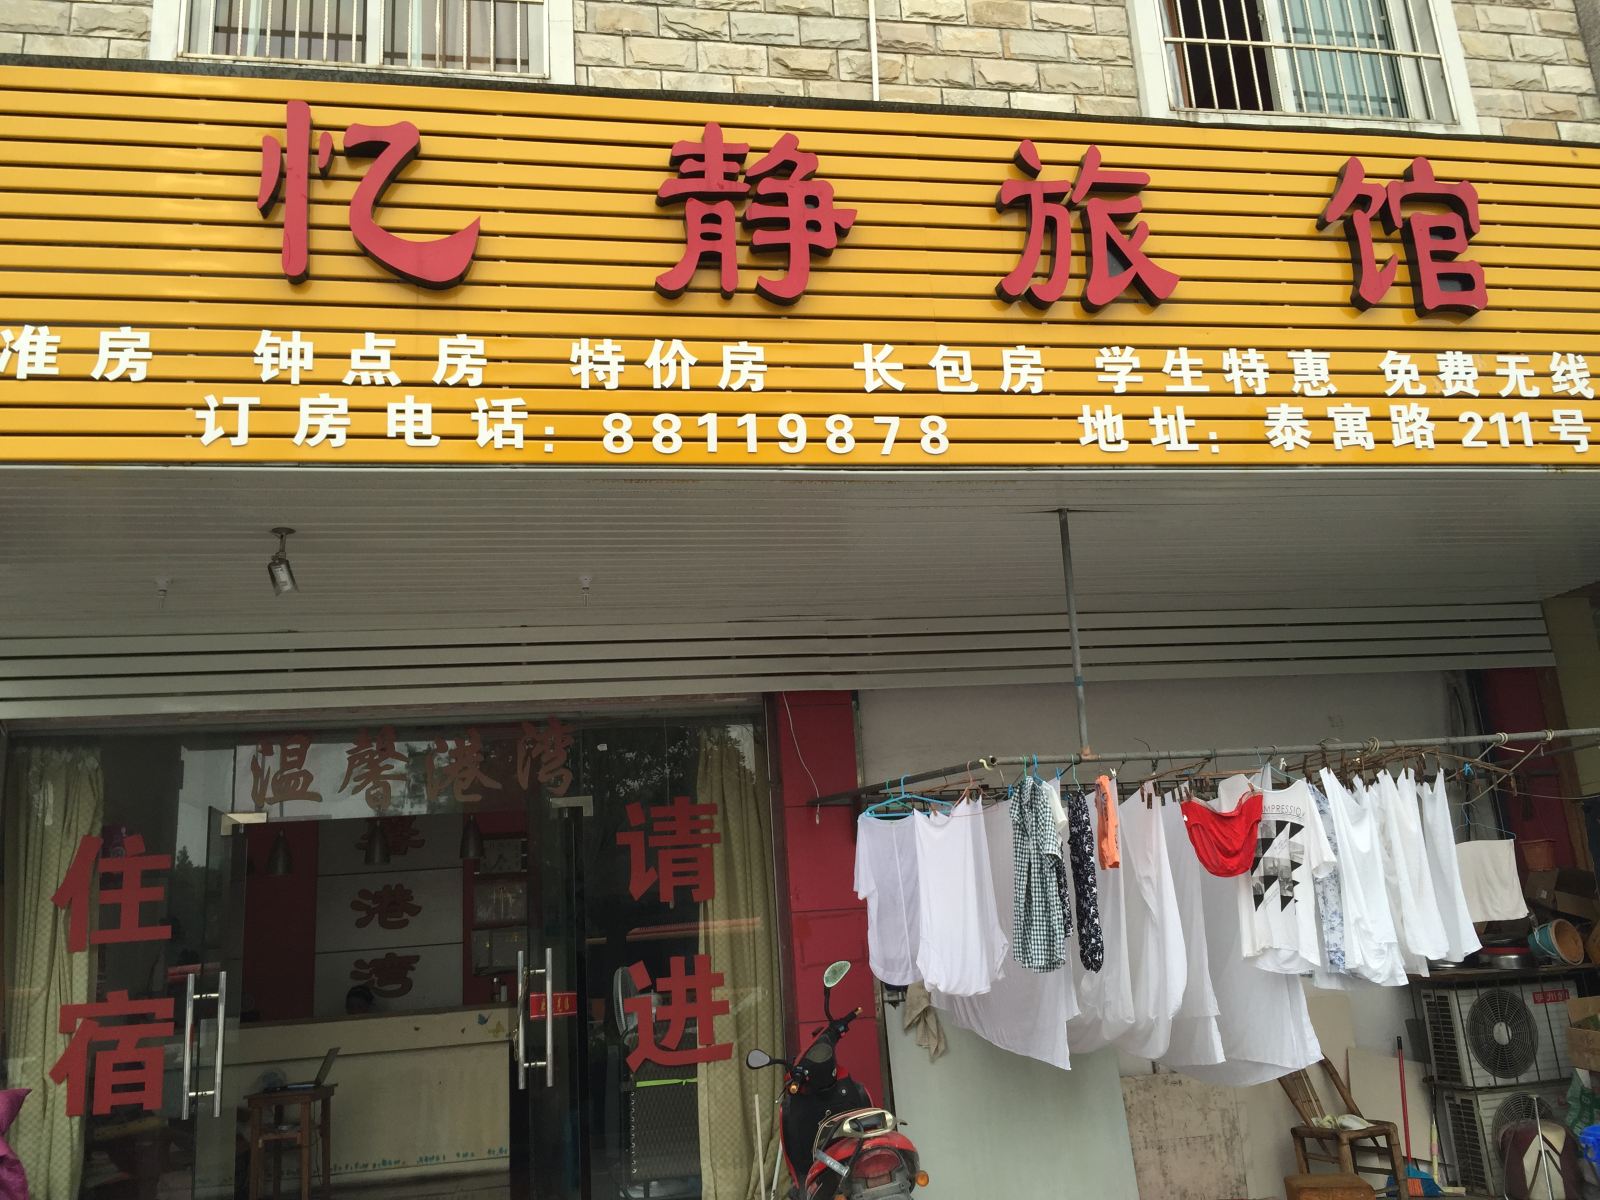 忆静旅馆
准房 钟点房 特价房 长包房 学生特惠 免费无线
订房电话: 88119878 地址: 泰寓路211号
温馨港湾
馨港湾
住宿
请进
MPRESSION